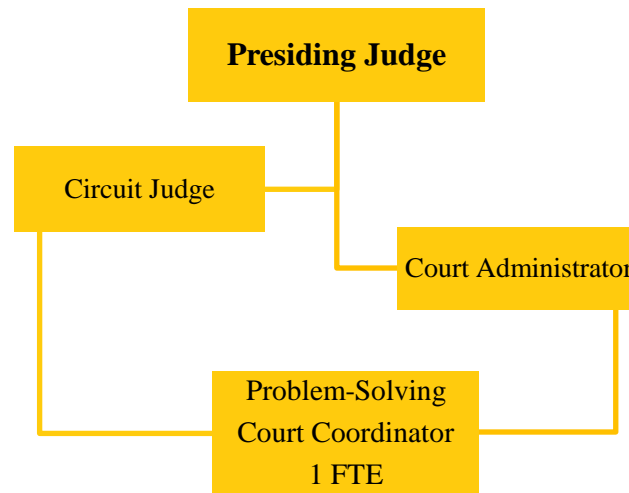 Presiding Judge
Circuit Judge
Court Administrator
Problem-Solving
Court Coordinator
1 FTE